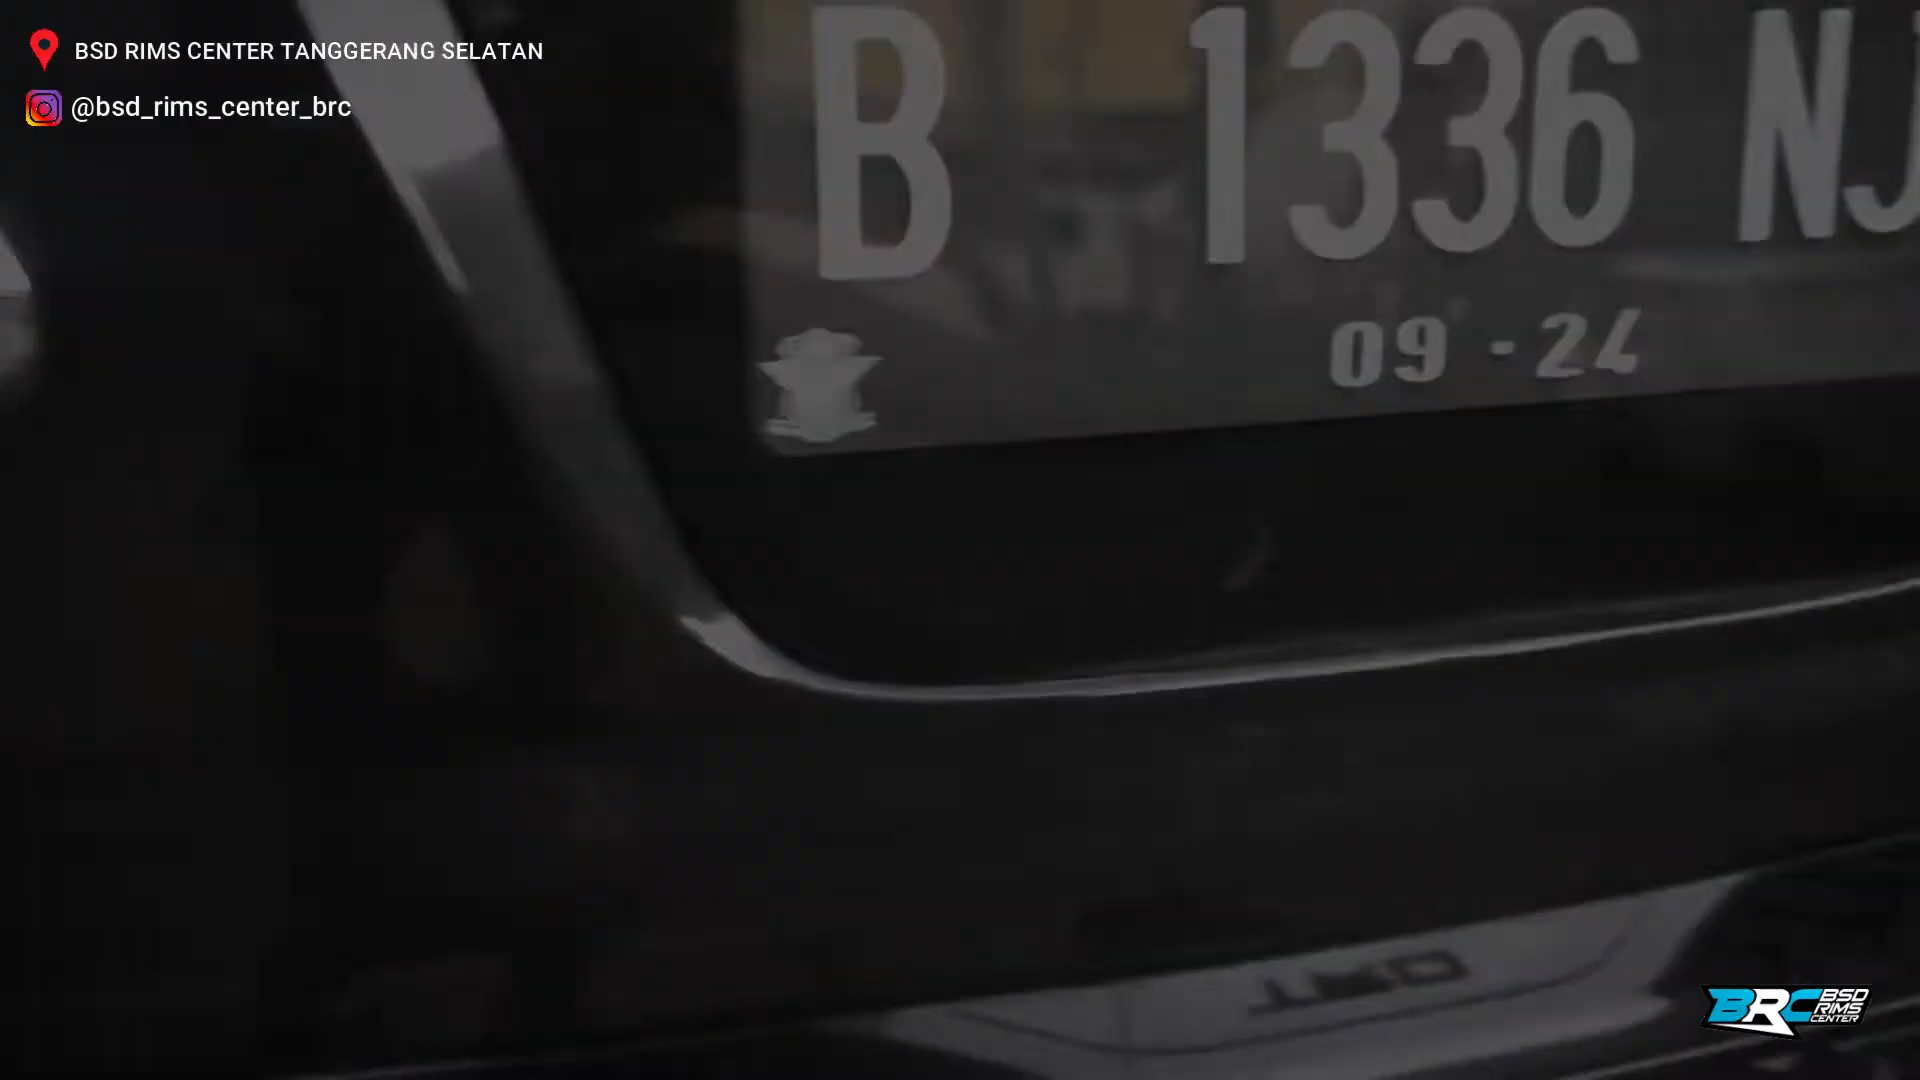 BSD RIMS CENTER TANGGERANG SELATAN
@bsd_rims_center_brc
B 1336 NJ
09 - 24
BRC BSD
RIMS
CENTER